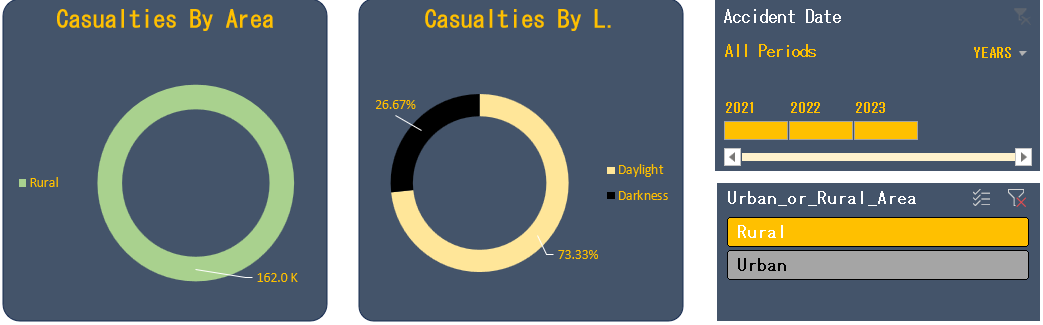 Casualties By Area
Rural
162.0 K
Casualties By L.
26.67%
Daylight
Darkness
73.33%
Accident Date
All Periods
YEARS
2021 2022 2023
Urban_or_Rural_Area
Rural
Urban